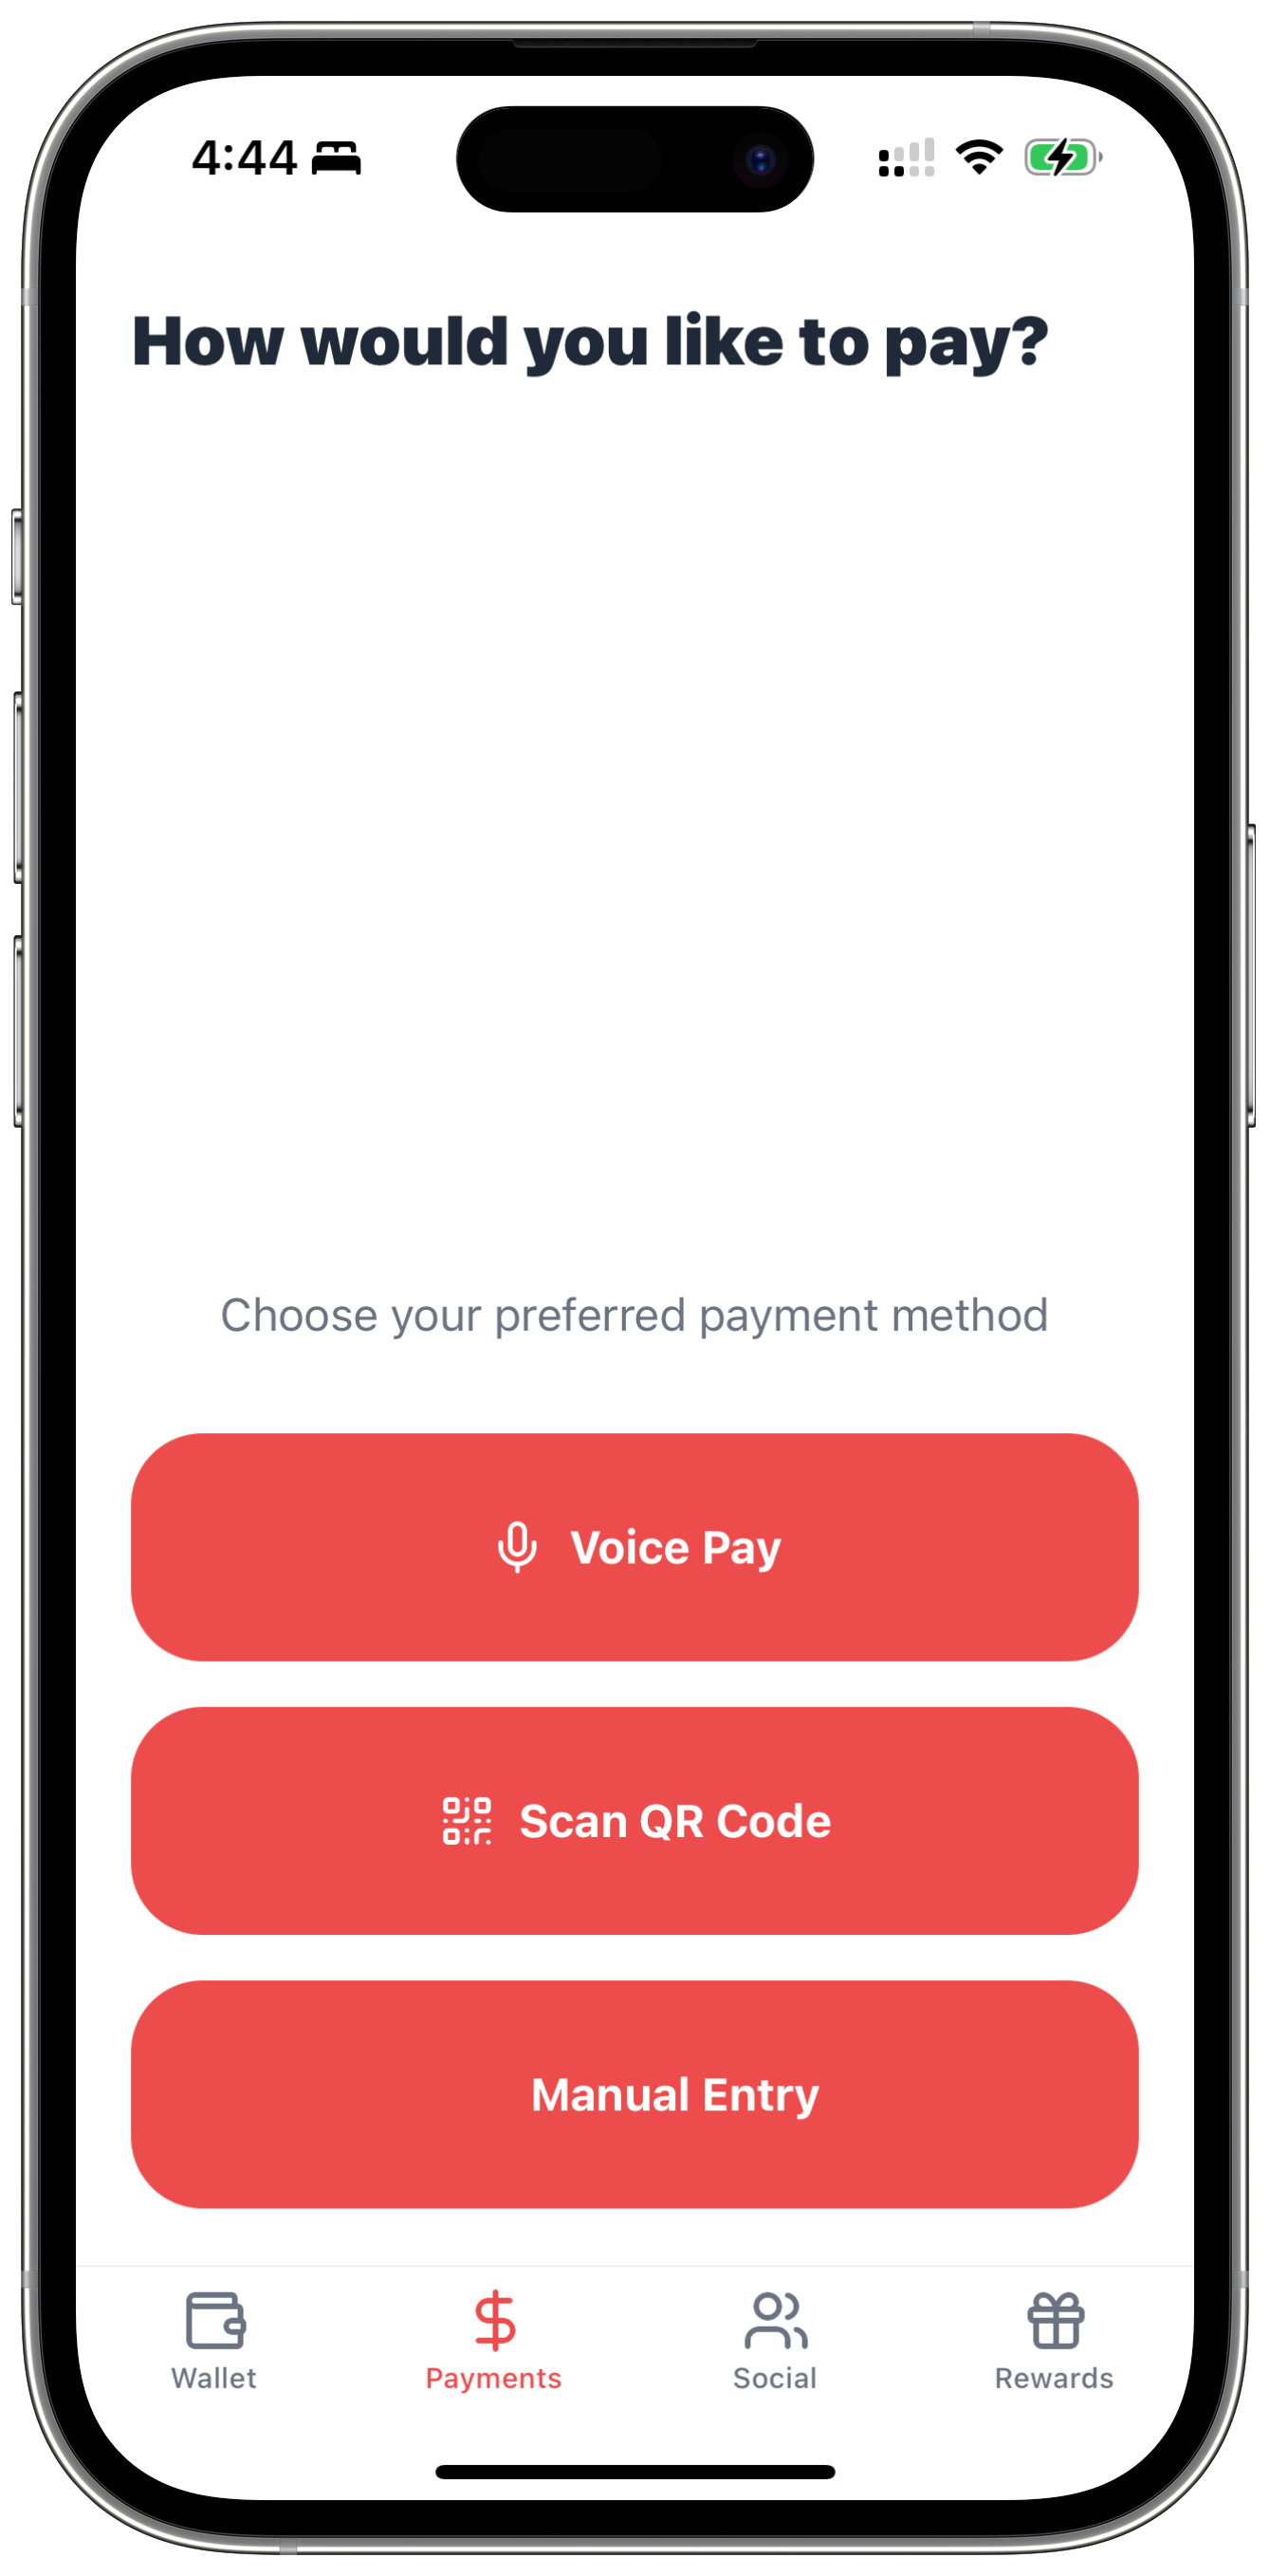 4:44
How would you like to pay?
Choose your preferred payment method
Voice Pay
Scan QR Code
Manual Entry
Wallet
Payments
Social
Rewards